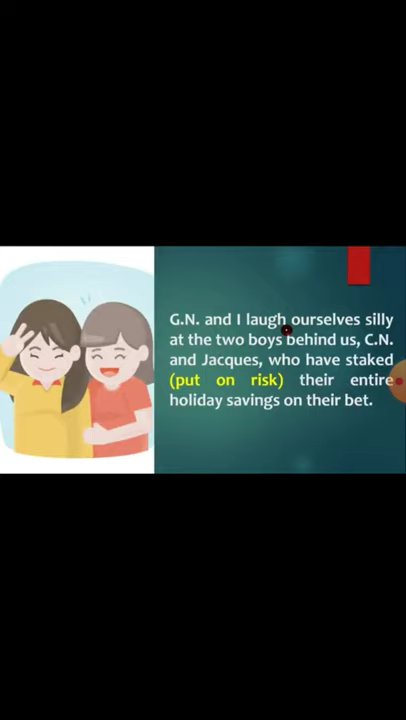 G.N. and I laugh ourselves silly
at the two boys behind us, C.N.
and Jacques, who have staked
(put on risk) their entire
holiday savings on their bet.